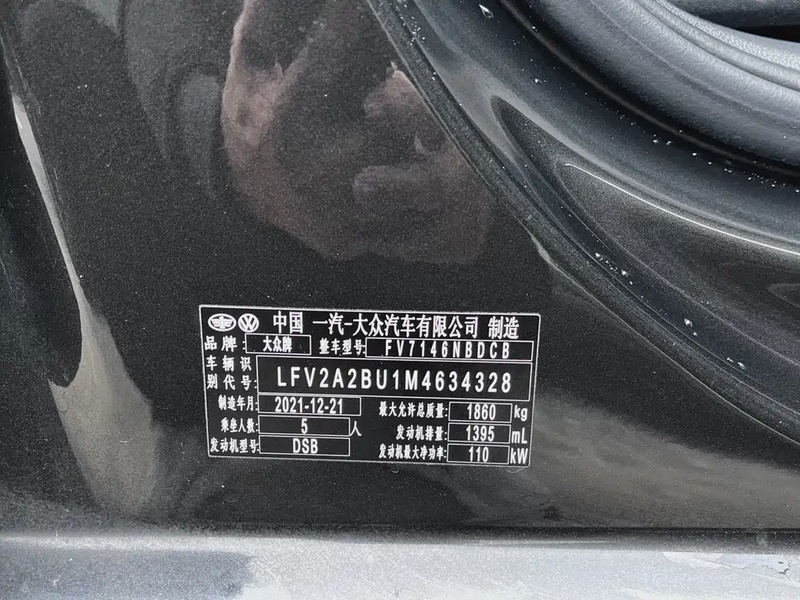 中国 一汽-大众汽车有限公司 制造
品牌: 大众牌 整车型号: FV7146NBDCB
车辆识别代号: LFV2A2BU1M4634328
制造年月: 2021-12-21 最大允许总质量: 1860 kg
乘坐人数: 5 人 发动机排量: 1395 mL
发动机型号: DSB 发动机最大净功率: 110 kW